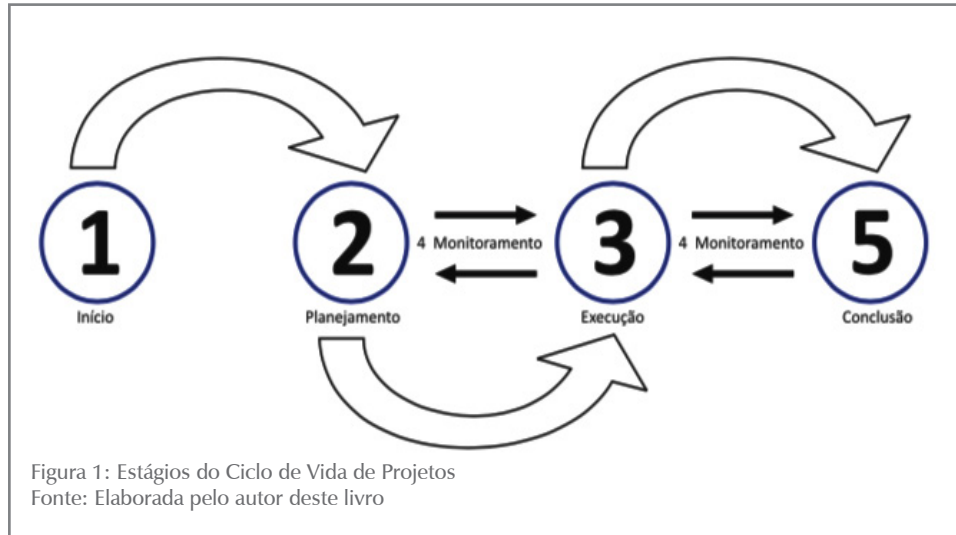 1
2
4 Monitoramento
3
4 Monitoramento
5
Início
Planejamento
Execução
Conclusão
Figura 1: Estágios do Ciclo de Vida de Projetos
Fonte: Elaborada pelo autor deste livro